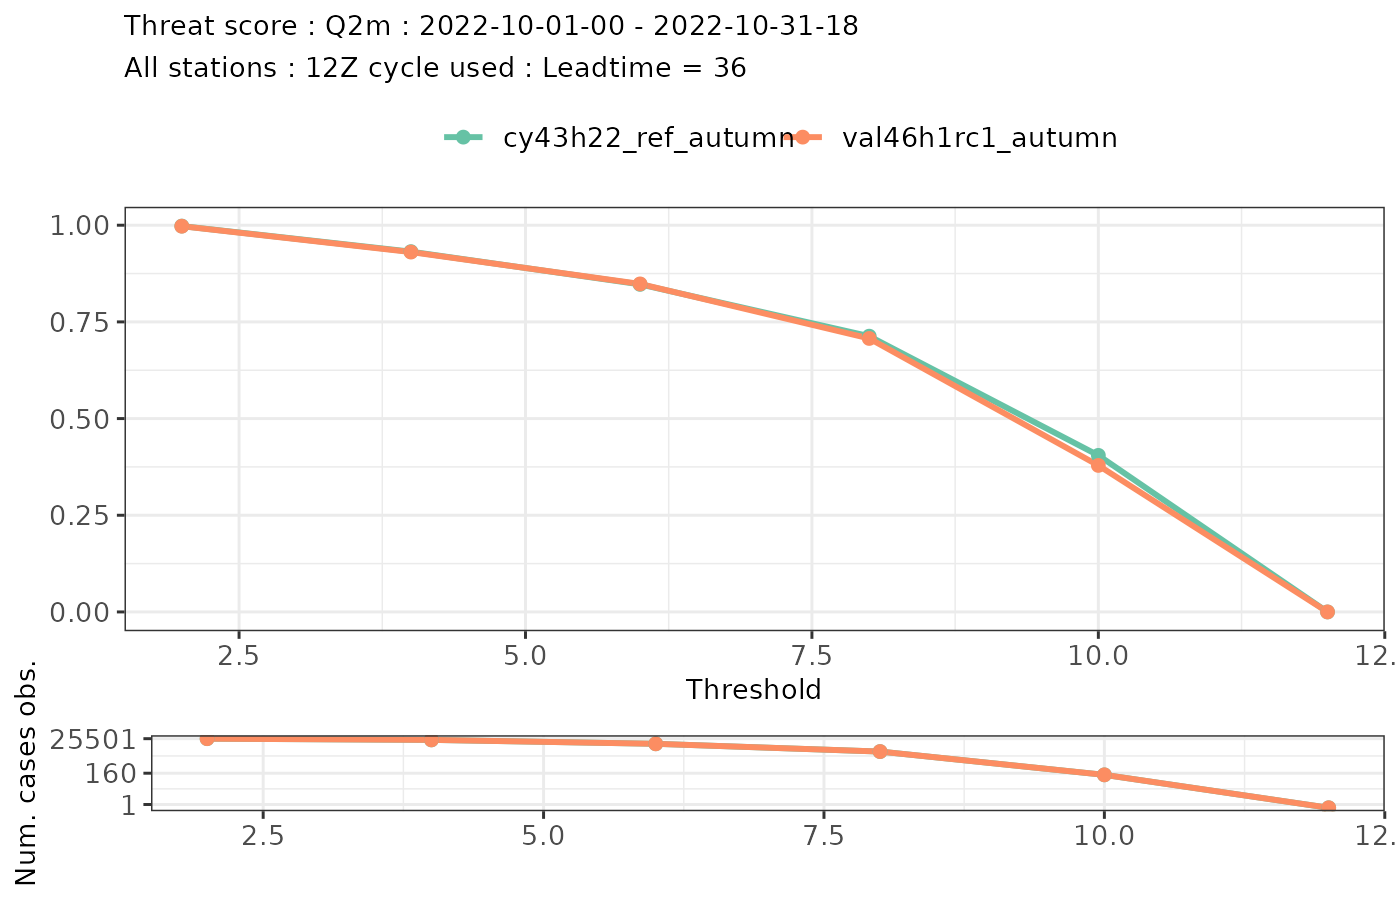 Threat score : Q2m : 2022-10-01-00 - 2022-10-31-18
All stations : 12Z cycle used : Leadtime = 36
cy43h22_ref_autumn val46h1rc1_autumn
1.00
0.75
0.50
0.25
0.00
2.5 5.0 7.5 10.0 12.
Threshold
Num. cases obs.
25501
160
1
2.5 5.0 7.5 10.0 12.